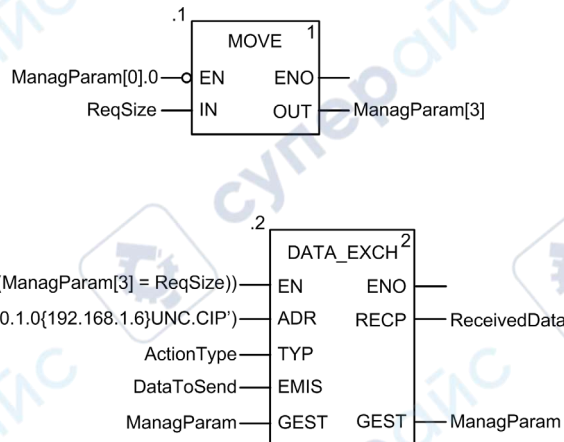 .1
MOVE 1
ManagParam[0].0 EN ENO
ReqSize IN OUT ManagParam[3]
.2
DATA_EXCH 2
(ManagParam[3] = ReqSize)) EN ENO
0.1.0{192.168.1.6}UNC.CIP’) ADR RECP ReceivedData
ActionType TYP
DataToSend EMIS
ManagParam GEST GEST ManagParam
суперайс